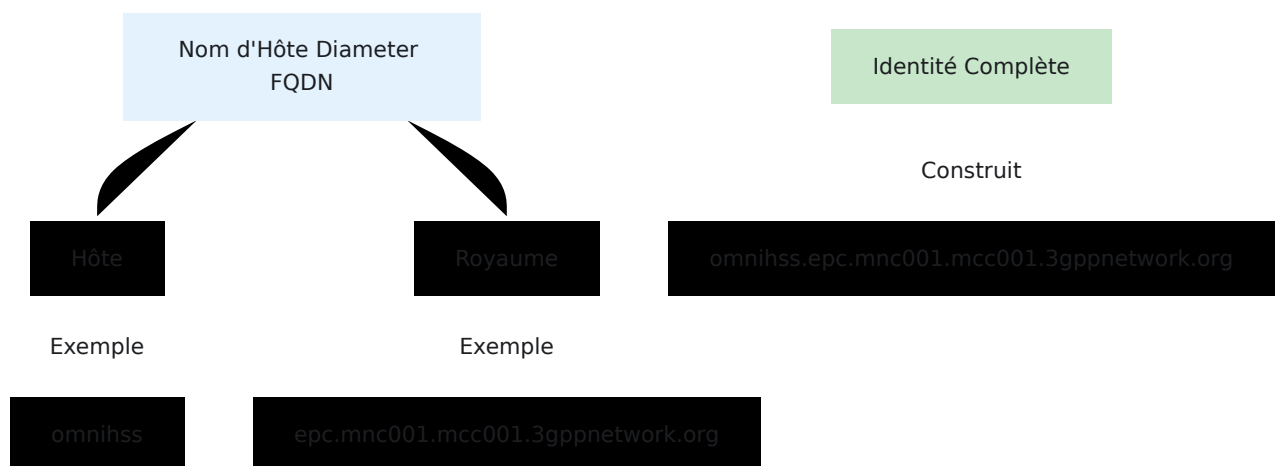 Nom d'Hôte Diameter
FQDN
Identité Complète
Construit
Hôte
Royaume
omnihss.epc.mnc001.mcc001.3gppnetwork.org
Exemple
Exemple
omnihss
epc.mnc001.mcc001.3gppnetwork.org